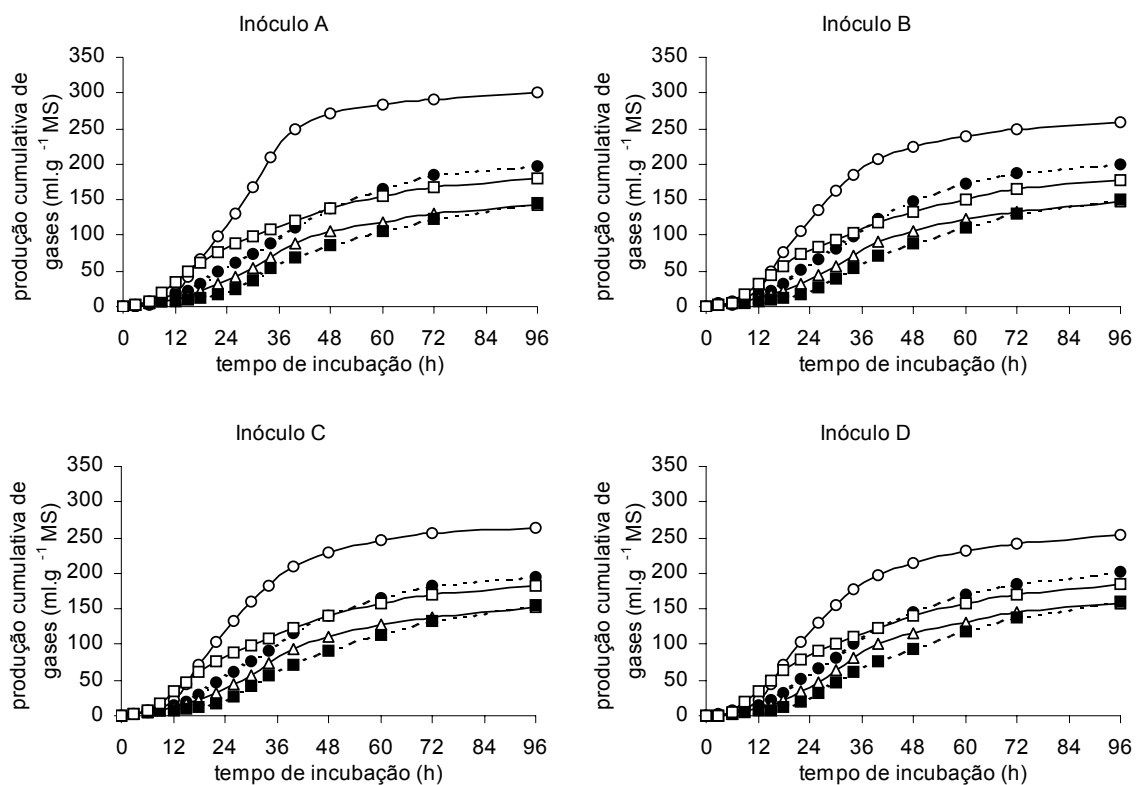 Inóculo A
350
300
250
200
150
100
50
0
produção cumulativa de
gases (ml.g -1 MS)
0 12 24 36 48 60 72 84 96
tempo de incubação (h)
Inóculo B
350
300
250
200
150
100
50
0
produção cumulativa de
gases (ml.g -1 MS)
0 12 24 36 48 60 72 84 96
tempo de incubação (h)
Inóculo C
350
300
250
200
150
100
50
0
produção cumulativa de
gases (ml.g -1 MS)
0 12 24 36 48 60 72 84 96
tempo de incubação (h)
Inóculo D
350
300
250
200
150
100
50
0
produção cumulativa de
gases (ml.g -1 MS)
0 12 24 36 48 60 72 84 96
tempo de incubação (h)